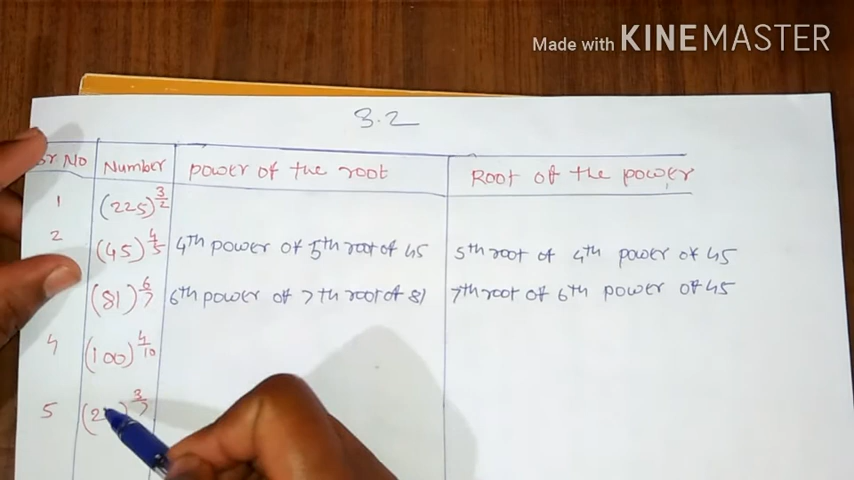 Made with KINEMASTER
3.2
Sr No Number power of the root Root of the power
1 (225)^3/2
2 (45)^4/5 4th power of 5th root of 45 5th root of 4th power of 45
(81)^6/7 6th power of 7th root of 81 7th root of 6th power of 45
4 (100)^4/10
5 (2 )^3/7